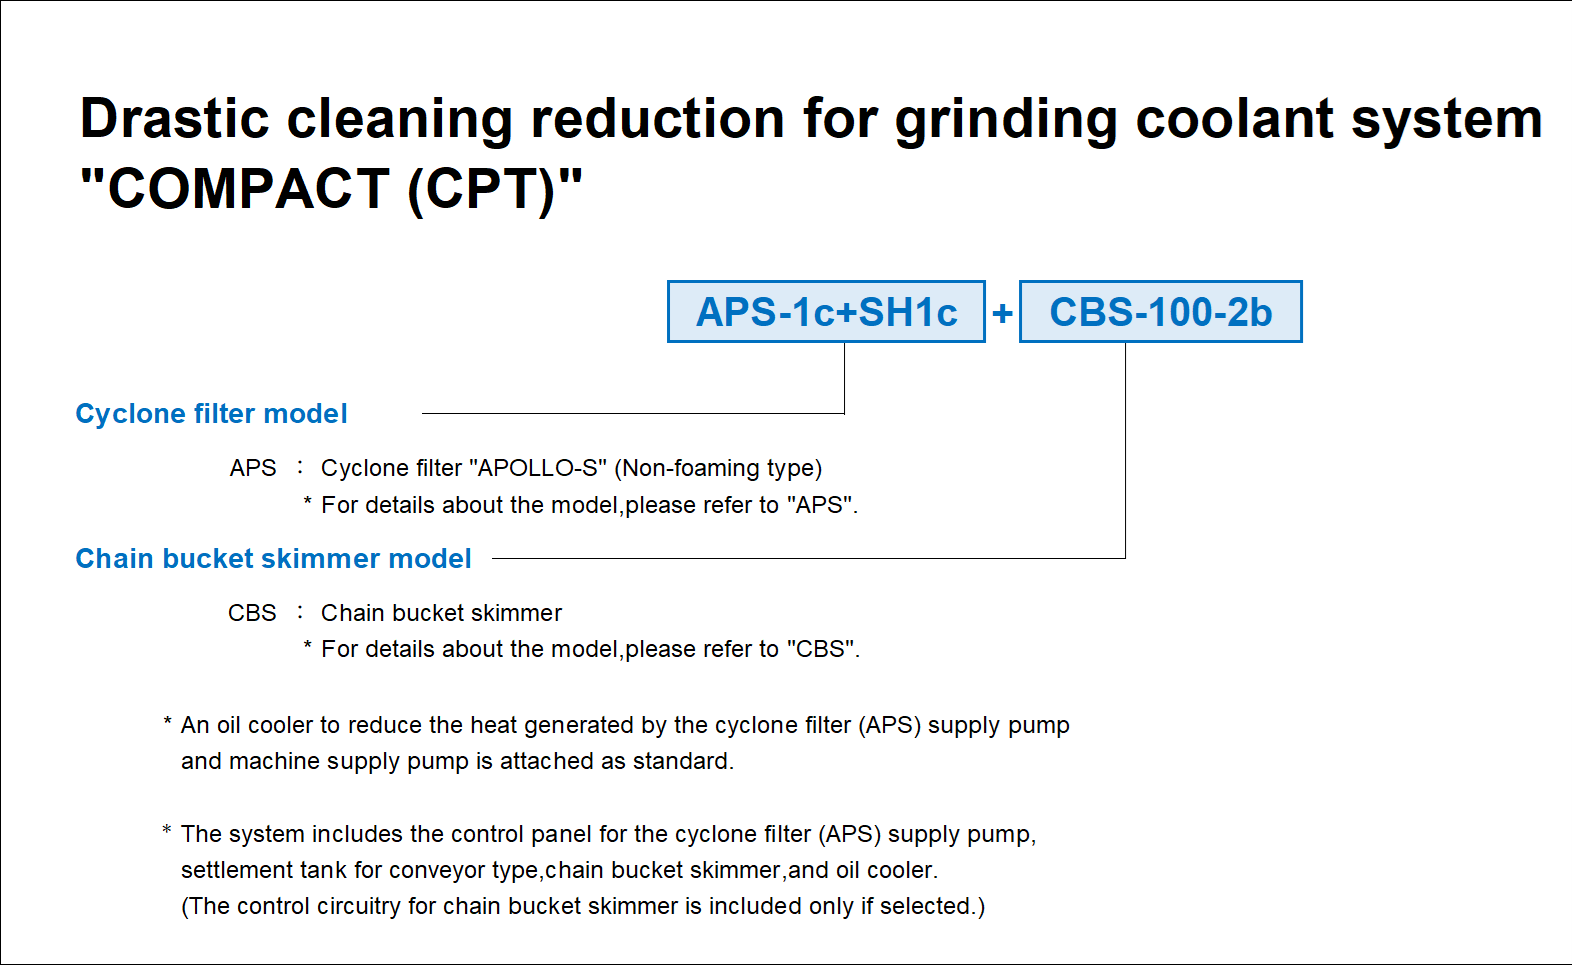 Drastic cleaning reduction for grinding coolant system
"COMPACT (CPT)"
APS-1c+SH1c + CBS-100-2b
Cyclone filter model
APS : Cyclone filter "APOLLO-S" (Non-foaming type)
* For details about the model,please refer to "APS".
Chain bucket skimmer model
CBS : Chain bucket skimmer
* For details about the model,please refer to "CBS".
* An oil cooler to reduce the heat generated by the cyclone filter (APS) supply pump
and machine supply pump is attached as standard.
* The system includes the control panel for the cyclone filter (APS) supply pump,
settlement tank for conveyor type,chain bucket skimmer,and oil cooler.
(The control circuitry for chain bucket skimmer is included only if selected.)